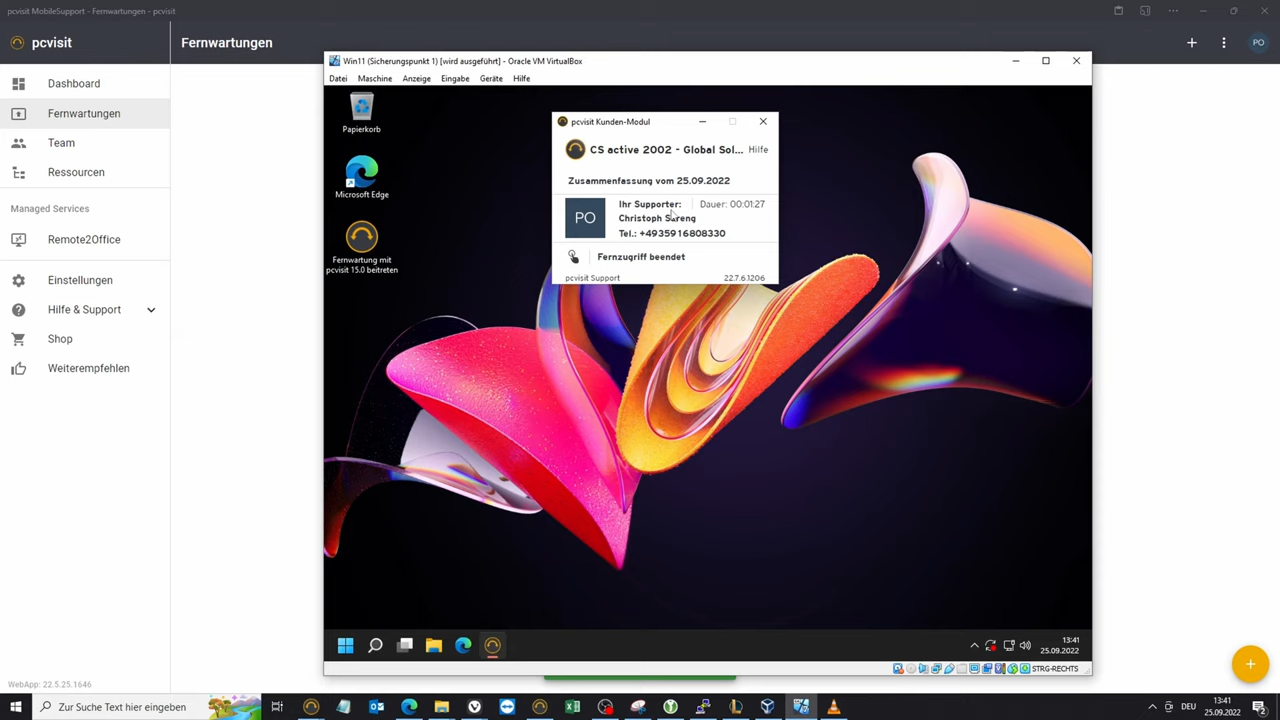 pcvisit MobileSupport - Fernwartungen - pcvisit
pcvisit
Fernwartungen
PO
Dashboard
Fernwartungen
Team
Ressourcen
Managed Services
Remote2Office
Einstellungen
Hilfe & Support
Shop
Weiterempfehlen
WebApp: 22.5.25.1646
Win11 (Sicherungspunkt 1) [wird ausgeführt] - Oracle VM VirtualBox
Datei Maschine Anzeige Eingabe Geräte Hilfe
Papierkorb
Microsoft Edge
Fernwartung mit
pcvisit 15.0 beitreten
pcvisit Kunden-Modul
CS active 2002 - Global Sol... Hilfe
Zusammenfassung vom 25.09.2022
PO
Ihr Supporter: Dauer: 00:01:27
Christoph Säreng
Tel.: +4935916808330
Fernzugriff beendet
pcvisit Support 22.7.6.1206
13:41
25.09.2022
STRG-RECHTS
Zur Suche Text hier eingeben
DEU
13:41
25.09.2022
2